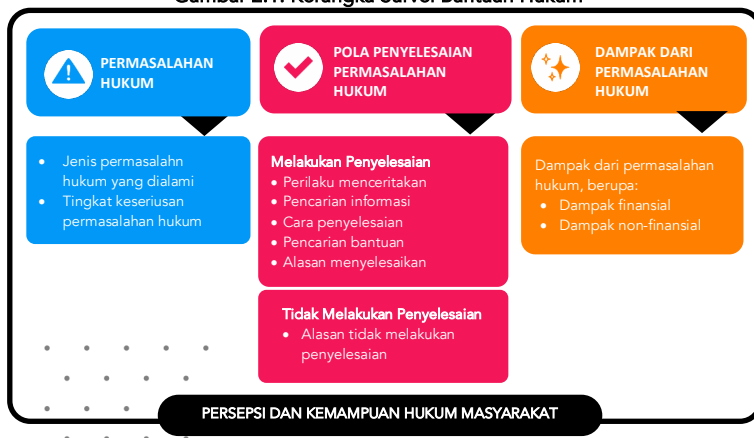 PERMASALAHAN
HUKUM
POLA PENYELESAIAN
PERMASALAHAN
HUKUM
DAMPAK DARI
PERMASALAHAN
HUKUM
• Jenis permasalahn
hukum yang dialami
• Tingkat keseriusan
permasalahan hukum
Melakukan Penyelesaian
• Perilaku menceritakan
• Pencarian informasi
• Cara penyelesaian
• Pencarian bantuan
• Alasan menyelesaikan
Tidak Melakukan Penyelesaian
• Alasan tidak melakukan
penyelesaian
Dampak dari permasalahan
hukum, berupa:
• Dampak finansial
• Dampak non-finansial
PERSEPSI DAN KEMAMPUAN HUKUM MASYARAKAT